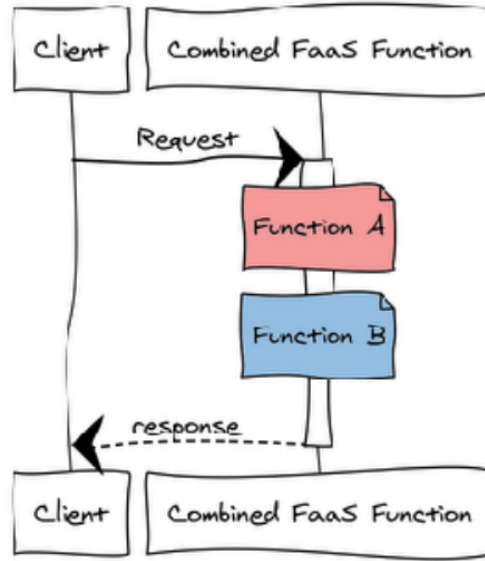 Client
Combined FaaS Function
Request
Function A
Function B
response
Client
Combined FaaS Function